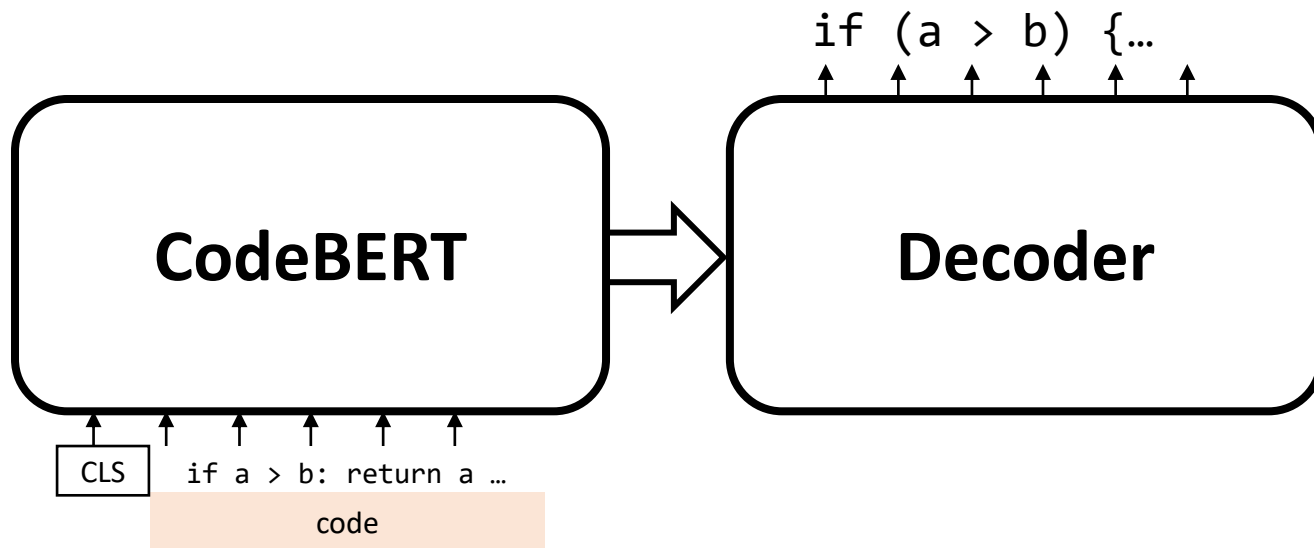 if (a > b) {…
CodeBERT
Decoder
CLS
if a > b: return a …
code